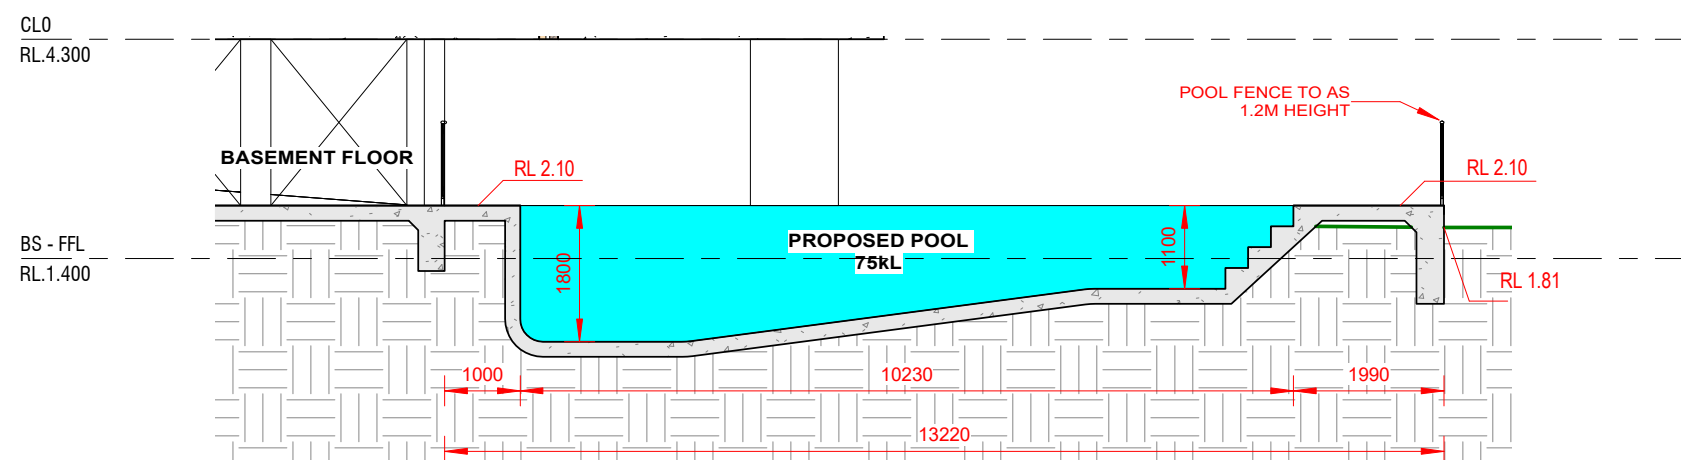 CL0
RL.4.300
POOL FENCE TO AS
1.2M HEIGHT
BASEMENT FLOOR
RL 2.10
RL 2.10
BS - FFL
RL.1.400
PROPOSED POOL
75kL
1800
1100
RL 1.81
1000
10230
1990
13220